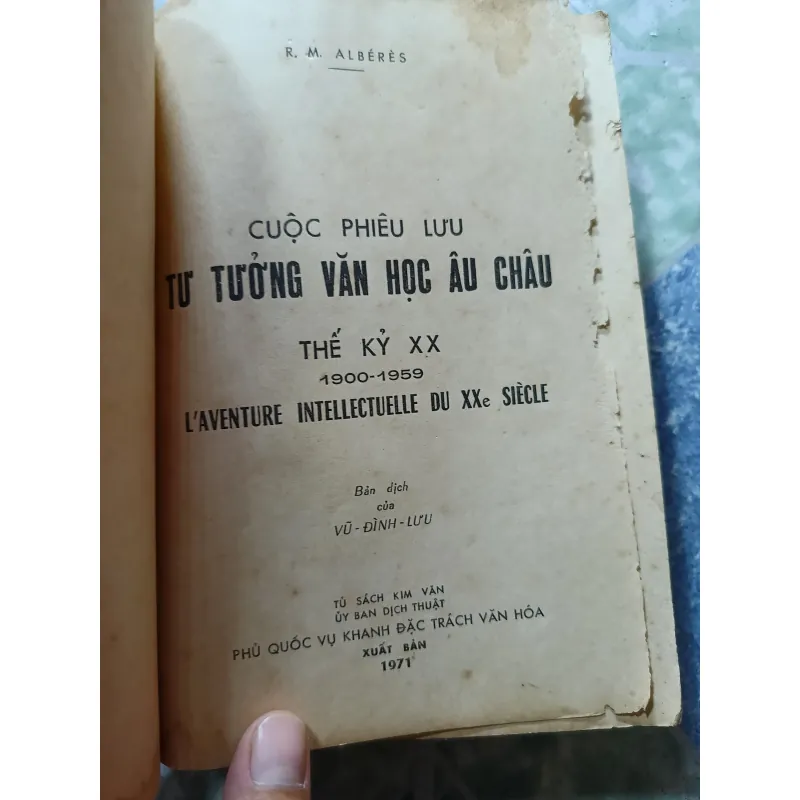 R. M. ALBÉRÈS
CUỘC PHIÊU LƯU
TƯ TƯỞNG VĂN HỌC ÂU CHÂU
THẾ KỶ XX
1900-1959
L'AVENTURE INTELLECTUELLE DU XXe SIÈCLE
Bản dịch
của
VŨ-ĐÌNH-LƯU
TỦ SÁCH KIM VĂN
ỦY BAN DỊCH THUẬT
PHỦ QUỐC VỤ KHANH ĐẶC TRÁCH VĂN HÓA
XUẤT BẢN
1971